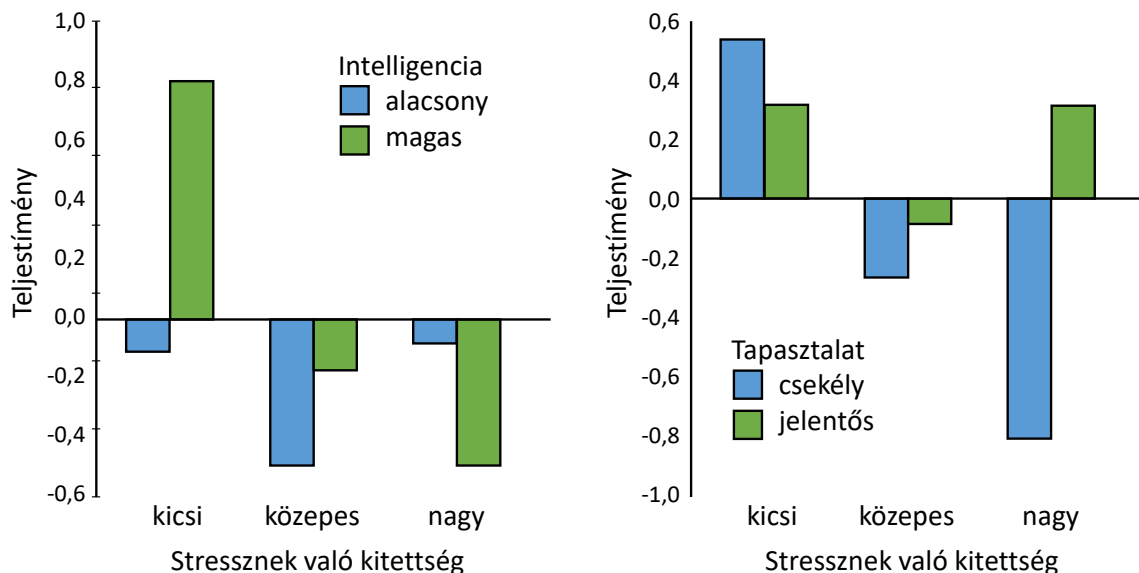 1,0
0,8
0,6
0,4
0,2
0,0
-0,2
-0,4
-0,6
Teljestímény
Intelligencia
alacsony
magas
kicsi
közepes
nagy
Stressznek való kitettség
0,6
0,4
0,2
0,0
-0,2
-0,4
-0,6
-0,8
-1,0
Teljestímény
Tapasztalat
csekély
jelentős
kicsi
közepes
nagy
Stressznek való kitettség